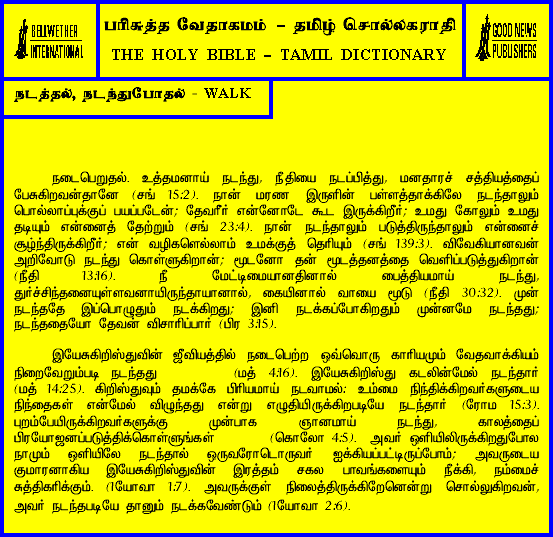 BELLWETHER
INTERNATIONAL
பரிசுத்த வேதாகமம் – தமிழ் சொல்லகராதி
THE HOLY BIBLE – TAMIL DICTIONARY
GOOD NEWS
PUBLISHERS
நடத்தல், நடந்துபோதல் - WALK
நடைபெறுதல். உத்தமனாய் நடந்து, நீதியை நடப்பித்து, மனதாரச் சத்தியத்தைப்
பேசுகிறவன்தானே (சங் 15:2). நான் மரண இருளின் பள்ளத்தாக்கிலே நடந்தாலும்
பொல்லாப்புக்குப் பயப்படேன்; தேவரீர் என்னோடே கூட இருக்கிறீர்; உமது கோலும் உமது
தடியும் என்னைத் தேற்றும் (சங் 23:4). நான் நடந்தாலும் படுத்திருந்தாலும் என்னைச்
சூழ்ந்திருக்கிறீர்; என் வழிகளெல்லாம் உமக்குத் தெரியும் (சங் 139:3). விவேகியானவன்
அறிவோடு நடந்து கொள்ளுகிறான்; மூடனோ தன் மூடத்தனத்தை வெளிப்படுத்துகிறான்
(நீதி 13:16). நீ மேட்டிமையானதினால் பைத்தியமாய் நடந்து,
துர்ச்சிந்தனையுள்ளவனாயிருந்தாயானால், கையினால் வாயை மூடு (நீதி 30:32). முன்
நடந்ததே இப்பொழுதும் நடக்கிறது; இனி நடக்கப்போகிறதும் முன்னமே நடந்தது;
நடந்ததையோ தேவன் விசாரிப்பார் (பிர 3:15).
இயேசுகிறிஸ்துவின் ஜீவியத்தில் நடைபெற்ற ஒவ்வொரு காரியமும் வேதவாக்கியம்
நிறைவேறும்படி நடந்தது (மத் 4:16). இயேசுகிறிஸ்து கடலின்மேல் நடந்தார்
(மத் 14:25). கிறிஸ்துவும் தமக்கே பிரியமாய் நடவாமல்: உம்மை நிந்திக்கிறவர்களுடைய
நிந்தைகள் என்மேல் விழுந்தது என்று எழுதியிருக்கிறபடியே நடந்தார் (ரோம 15:3).
புறம்பேயிருக்கிறவர்களுக்கு முன்பாக ஞானமாய் நடந்து, காலத்தைப்
பிரயோஜனப்படுத்திக்கொள்ளுங்கள் (கொலோ 4:5). அவர் ஒளியிலிருக்கிறதுபோல
நாமும் ஒளியிலே நடந்தால் ஒருவரோடொருவர் ஐக்கியப்பட்டிருப்போம்; அவருடைய
குமாரனாகிய இயேசுகிறிஸ்துவின் இரத்தம் சகல பாவங்களையும் நீக்கி, நம்மைச்
சுத்திகரிக்கும். (1யோவா 1:7). அவருக்குள் நிலைத்திருக்கிறேனென்று சொல்லுகிறவன்,
அவர் நடந்தபடியே தானும் நடக்கவேண்டும் (1யோவா 2:6).